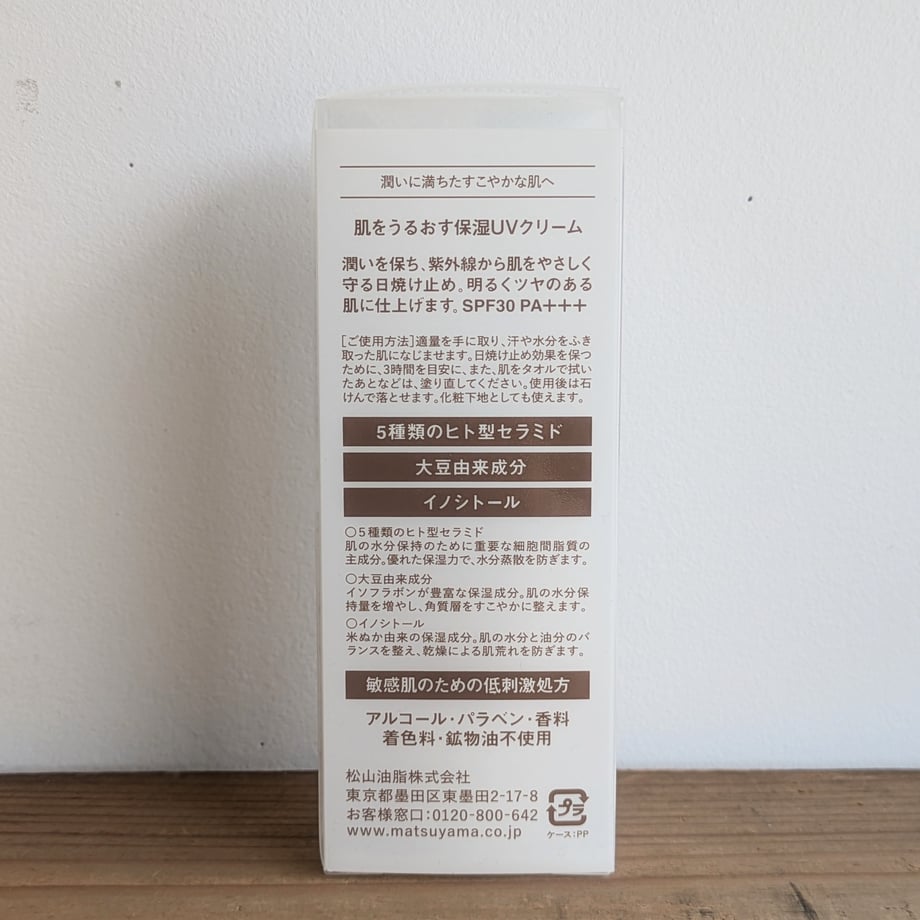 潤いに満ちたすこやかな肌へ
肌をうるおす保湿UVクリーム
潤いを保ち、紫外線から肌をやさしく
守る日焼け止め。明るくツヤのある
肌に仕上げます。SPF30 PA+++
[ご使用方法]適量を手に取り、汗や水分をふき
取った肌になじませます。日焼け止め効果を保つ
ために、3時間を目安に、また、肌をタオルで拭い
たあとなどは、塗り直してください。使用後は石
けんで落とせます。化粧下地としても使えます。
5種類のヒト型セラミド
大豆由来成分
イノシトール
○5種類のヒト型セラミド
肌の水分保持のために重要な細胞間脂質の
主成分。優れた保湿力で、水分蒸散を防ぎます。
○大豆由来成分
イソフラボンが豊富な保湿成分。肌の水分保
持量を増やし、角質層をすこやかに整えます。
○イノシトール
米ぬか由来の保湿成分。肌の水分と油分のバ
ランスを整え、乾燥による肌荒れを防ぎます。
敏感肌のための低刺激処方
アルコール・パラベン・香料
着色料・鉱物油不使用
松山油脂株式会社
東京都墨田区東墨田2-17-8
お客様窓口:0120-800-642
www.matsuyama.co.jp
プラ
ケース:PP